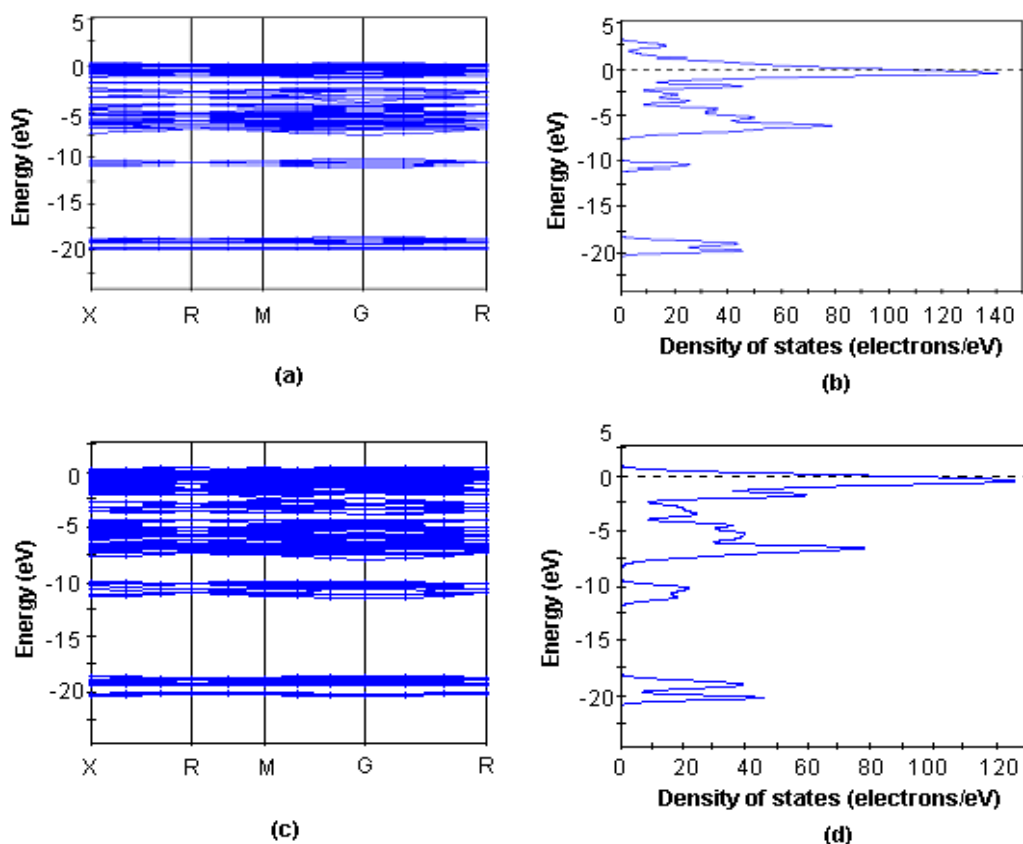 5
0
-5
-10
-15
-20
Energy (eV)
X R M G R
(a)
5
0
-5
-10
-15
-20
Energy (eV)
0 20 40 60 80 100 120 140
Density of states (electrons/eV)
(b)
0
-5
-10
-15
-20
Energy (eV)
X R M G R
(c)
5
0
-5
-10
-15
-20
Energy (eV)
0 20 40 60 80 100 120
Density of states (electrons/eV)
(d)